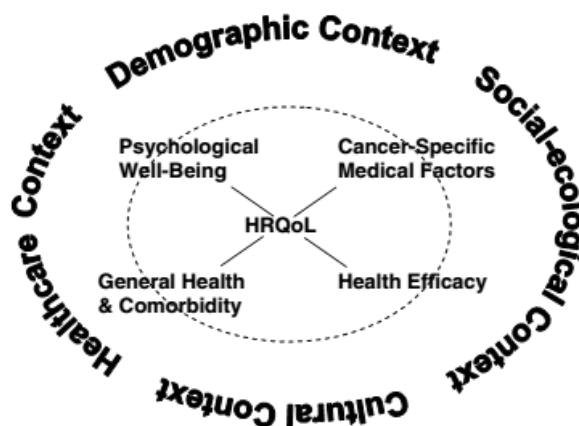 Demographic Context
Social-ecological Context
Healthcare Context
Psychological
Well-Being
Cancer-Specific
Medical Factors
HRQoL
General Health
& Comorbidity
Health Efficacy
Cultural Context